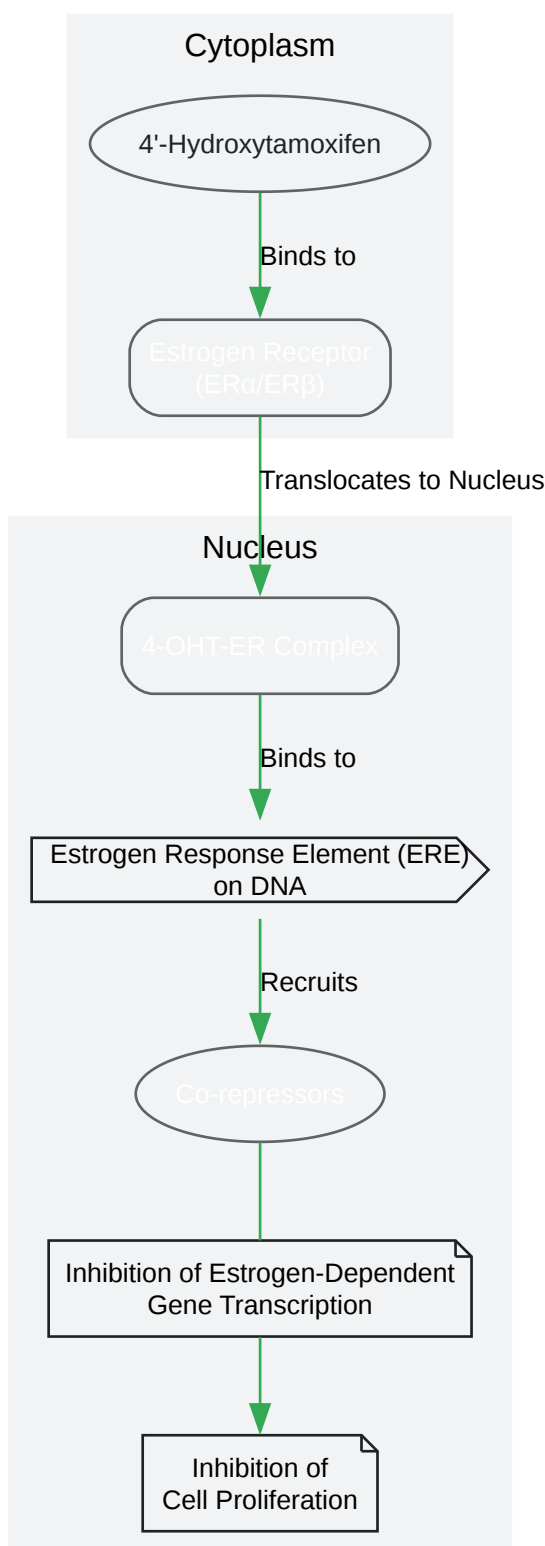 Cytoplasm
4'-Hydroxytamoxifen
Binds to
Estrogen Receptor
(ERα/ERβ)
Translocates to Nucleus
Nucleus
4-OHT-ER Complex
Binds to
Estrogen Response Element (ERE)
on DNA
Recruits
Co-repressors
Inhibition of Estrogen-Dependent
Gene Transcription
Inhibition of
Cell Proliferation